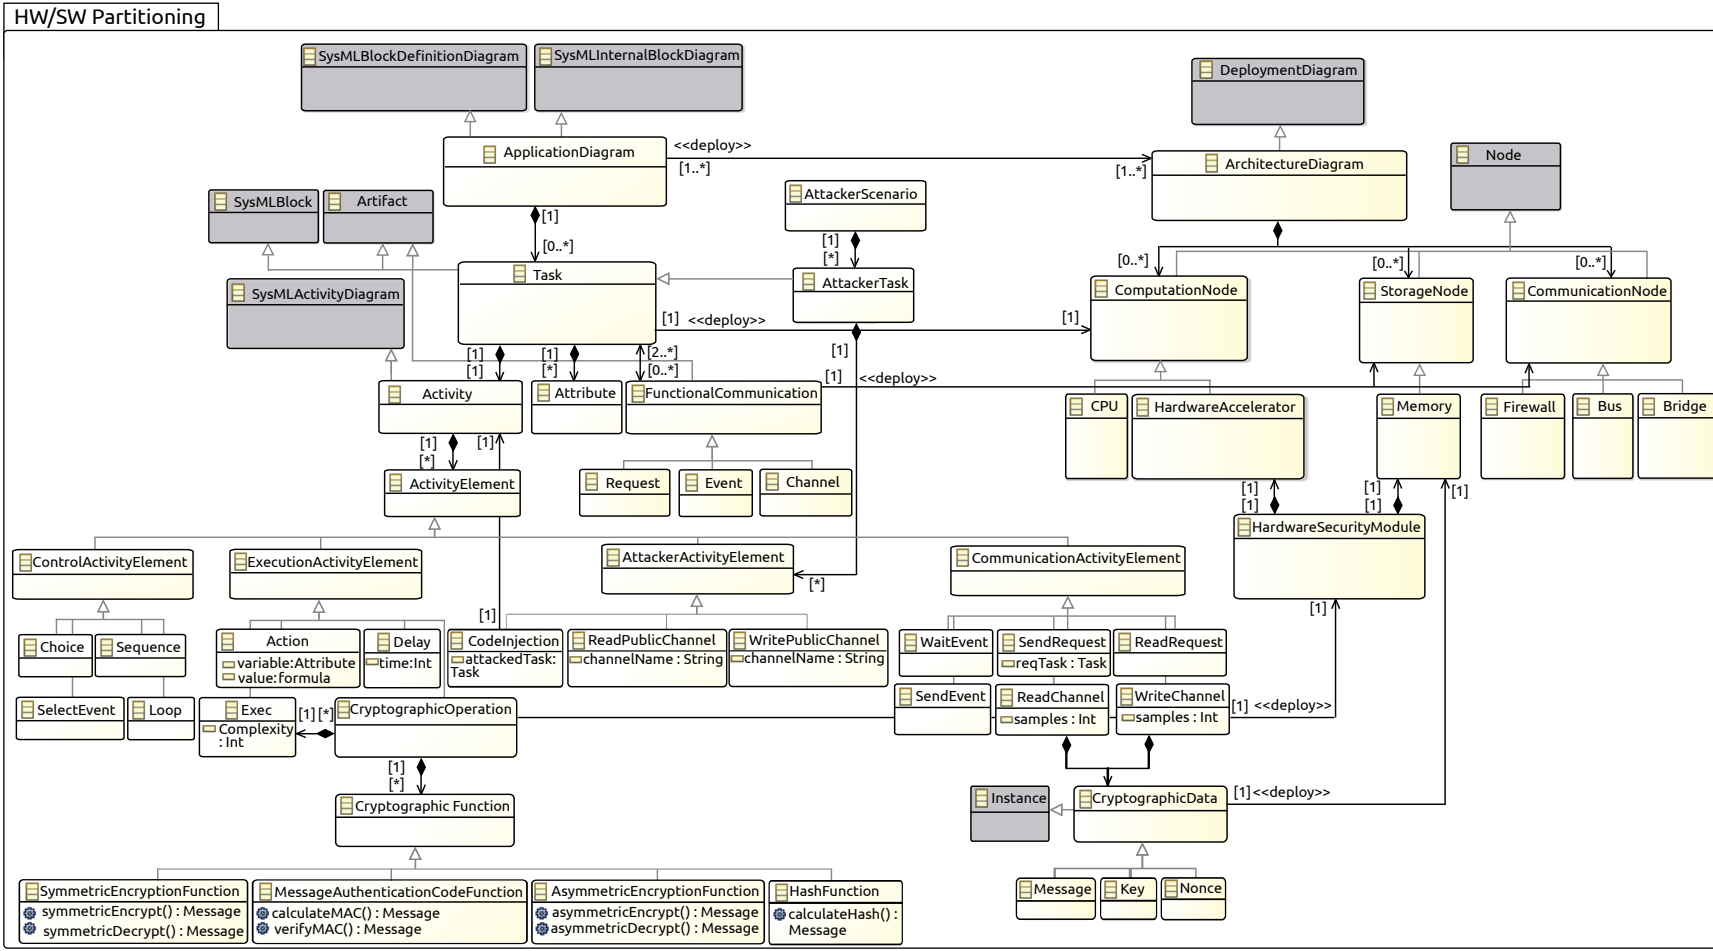 HW/SW Partitioning
SysMLBlockDefinitionDiagram
SysMLInternalBlockDiagram
DeploymentDiagram
ApplicationDiagram
<<deploy>>
[1..*]
[1..*]
ArchitectureDiagram
Node
SysMLBlock
Artifact
AttackerScenario
[1]
[0..*]
[1]
[*]
Task
AttackerTask
[0..*]
[0..*]
[0..*]
ComputationNode
StorageNode
CommunicationNode
SysMLActivityDiagram
[1]
<<deploy>>
[1]
[1]
[1]
[1]
[*]
[2..*]
[0..*]
[1]
[1]
<<deploy>>
Activity
Attribute
FunctionalCommunication
CPU
HardwareAccelerator
Memory
Firewall
Bus
Bridge
[1]
[*]
[1]
ActivityElement
Request
Event
Channel
[1]
[1]
[1]
[1]
[1]
HardwareSecurityModule
ControlActivityElement
ExecutionActivityElement
AttackerActivityElement
CommunicationActivityElement
[*]
[1]
[1]
Choice
Sequence
Action
variable:Attribute
value:formula
Delay
time:Int
CodeInjection
attackedTask:
Task
ReadPublicChannel
channelName : String
WritePublicChannel
channelName : String
WaitEvent
SendRequest
reqTask : Task
ReadRequest
SelectEvent
Loop
Exec
Complexity
: Int
[1]
[*]
CryptographicOperation
SendEvent
ReadChannel
samples : Int
WriteChannel
samples : Int
[1]
<<deploy>>
[1]
[*]
Cryptographic Function
Instance
CryptographicData
[1]
<<deploy>>
SymmetricEncryptionFunction
symmetricEncrypt() : Message
symmetricDecrypt() : Message
MessageAuthenticationCodeFunction
calculateMAC() : Message
verifyMAC() : Message
AsymmetricEncryptionFunction
asymmetricEncrypt() : Message
asymmetricDecrypt() : Message
HashFunction
calculateHash() :
Message
Message
Key
Nonce